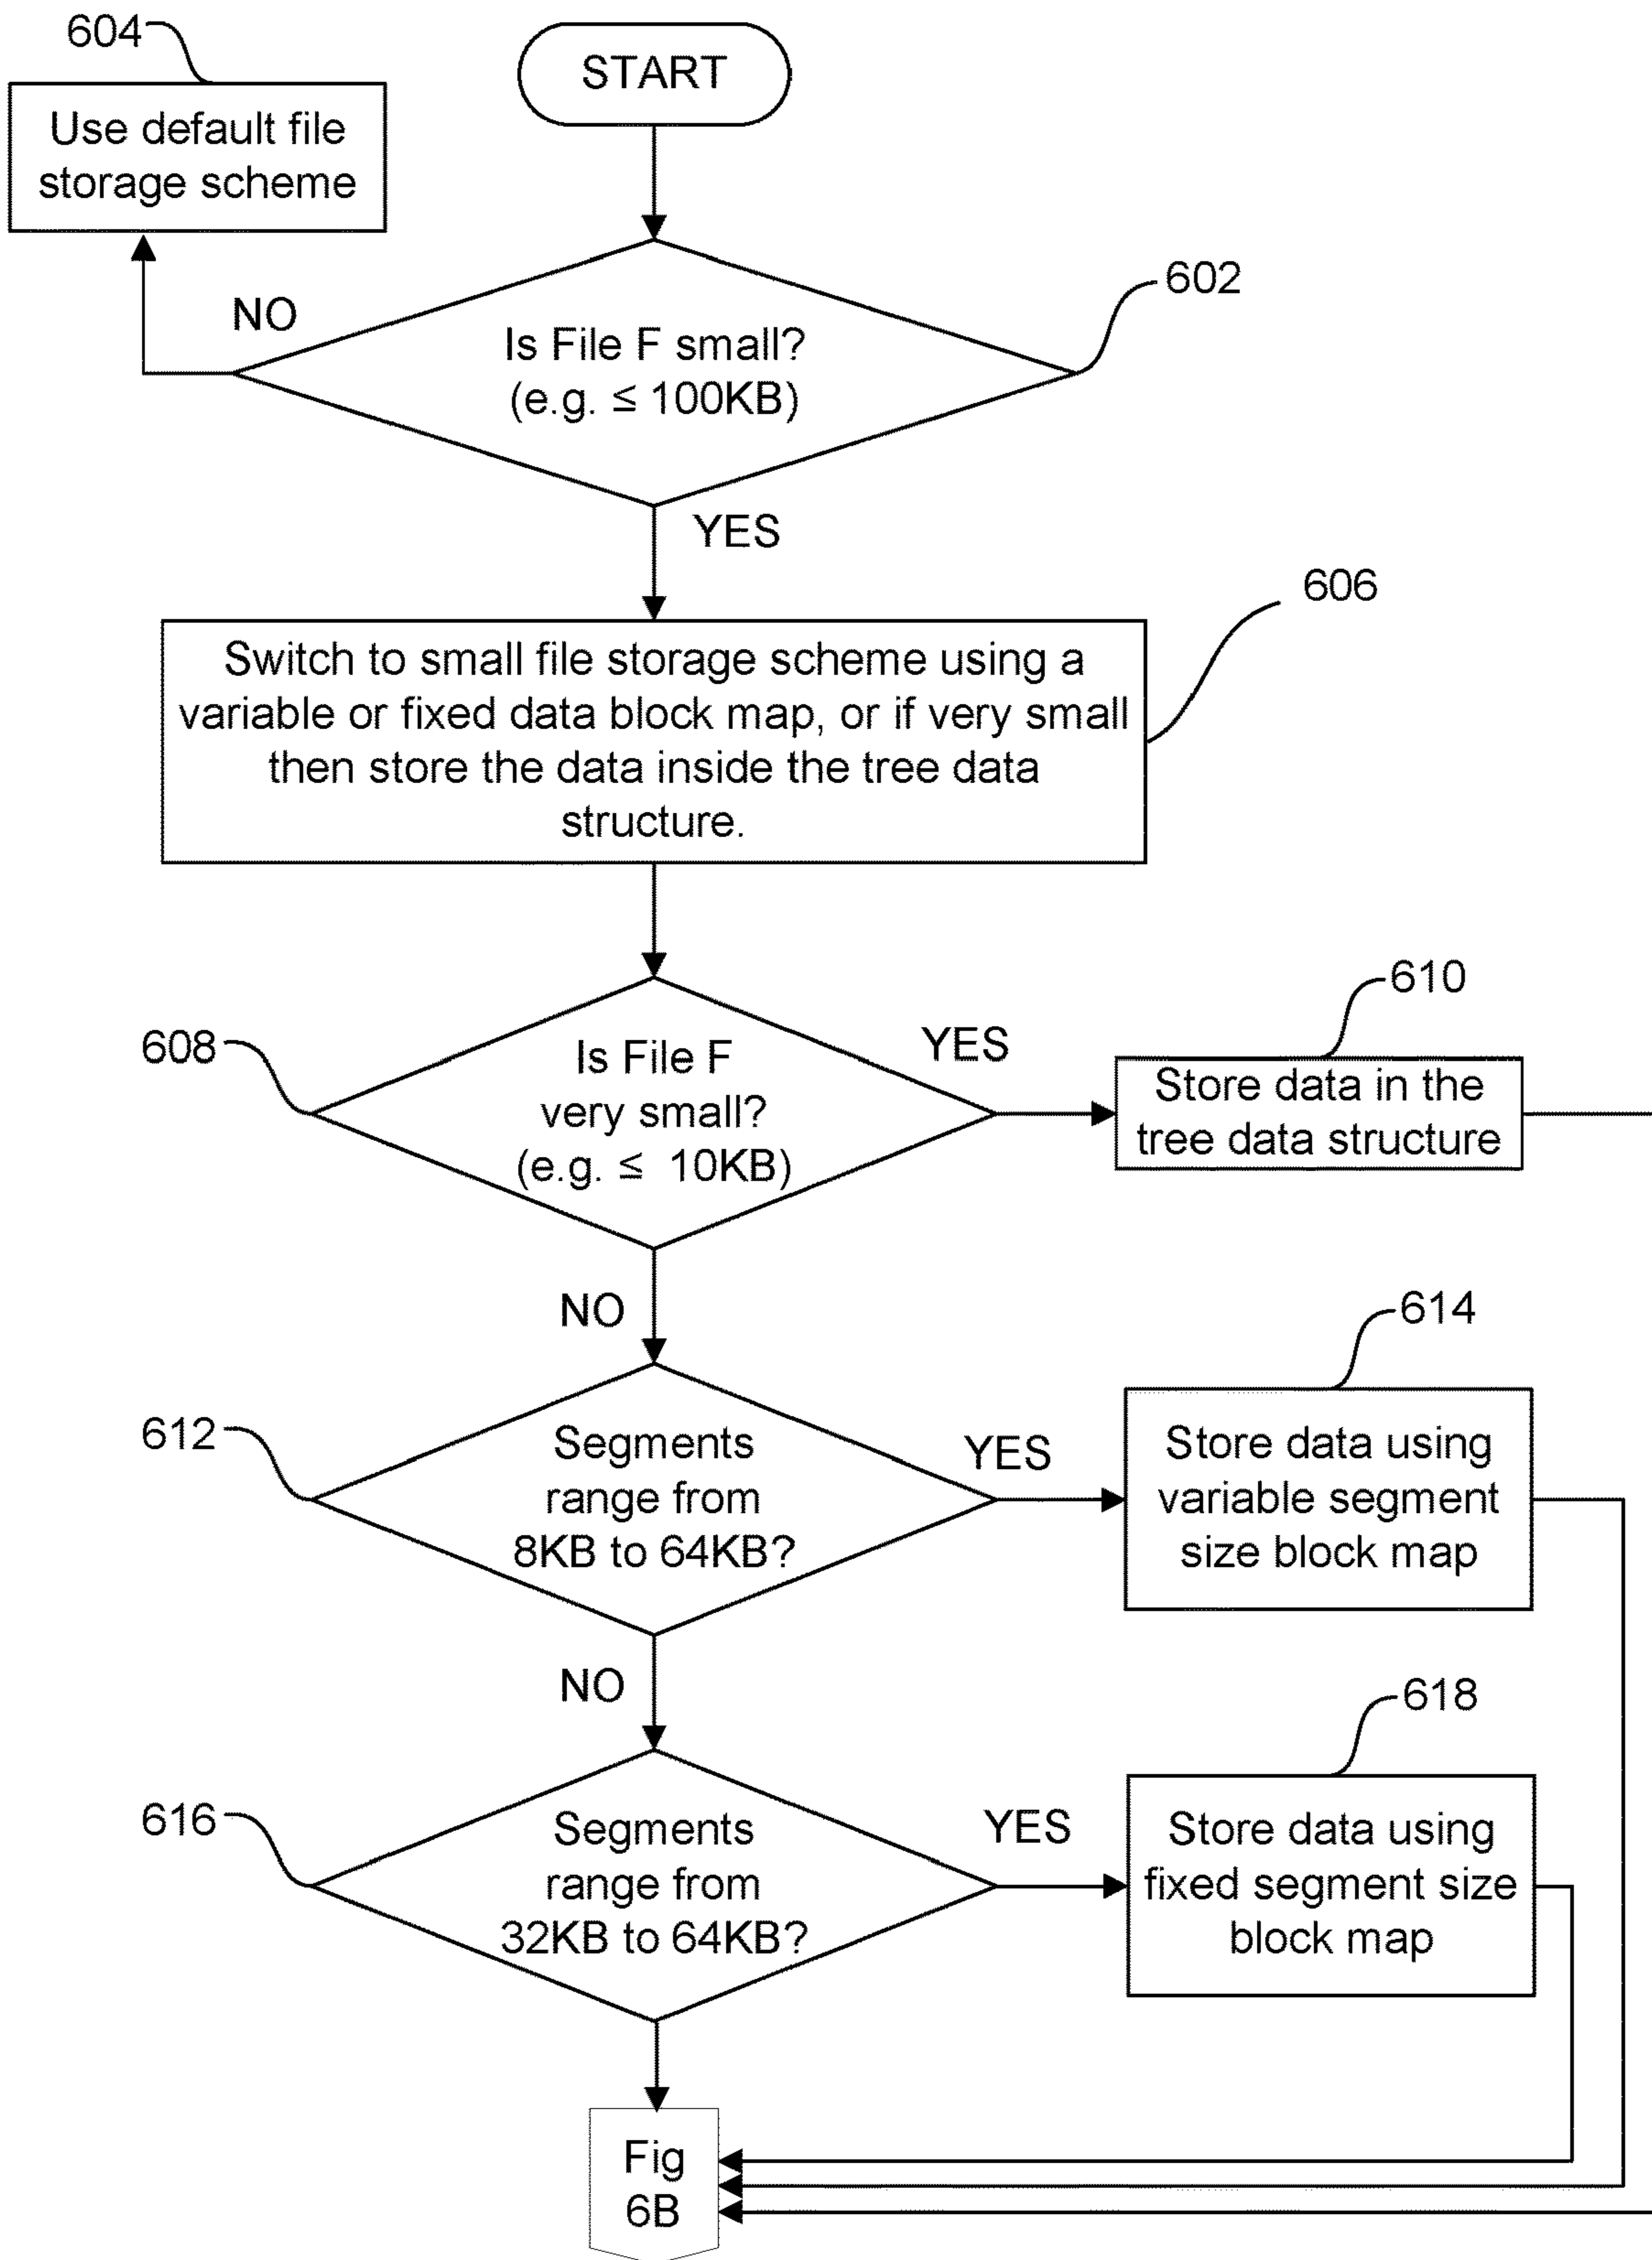 604
START
Use default file
storage scheme
602
NO
Is File F small?
(e.g. ≤ 100KB)
YES
606
Switch to small file storage scheme using a
variable or fixed data block map, or if very small
then store the data inside the tree data
structure.
610
608
YES
Is File F
very small?
(e.g. ≤ 10KB)
Store data in the
tree data structure
NO
614
612
YES
Segments
range from
8KB to 64KB?
Store data using
variable segment
size block map
NO
618
616
YES
Segments
range from
32KB to 64KB?
Store data using
fixed segment size
block map
Fig
6B